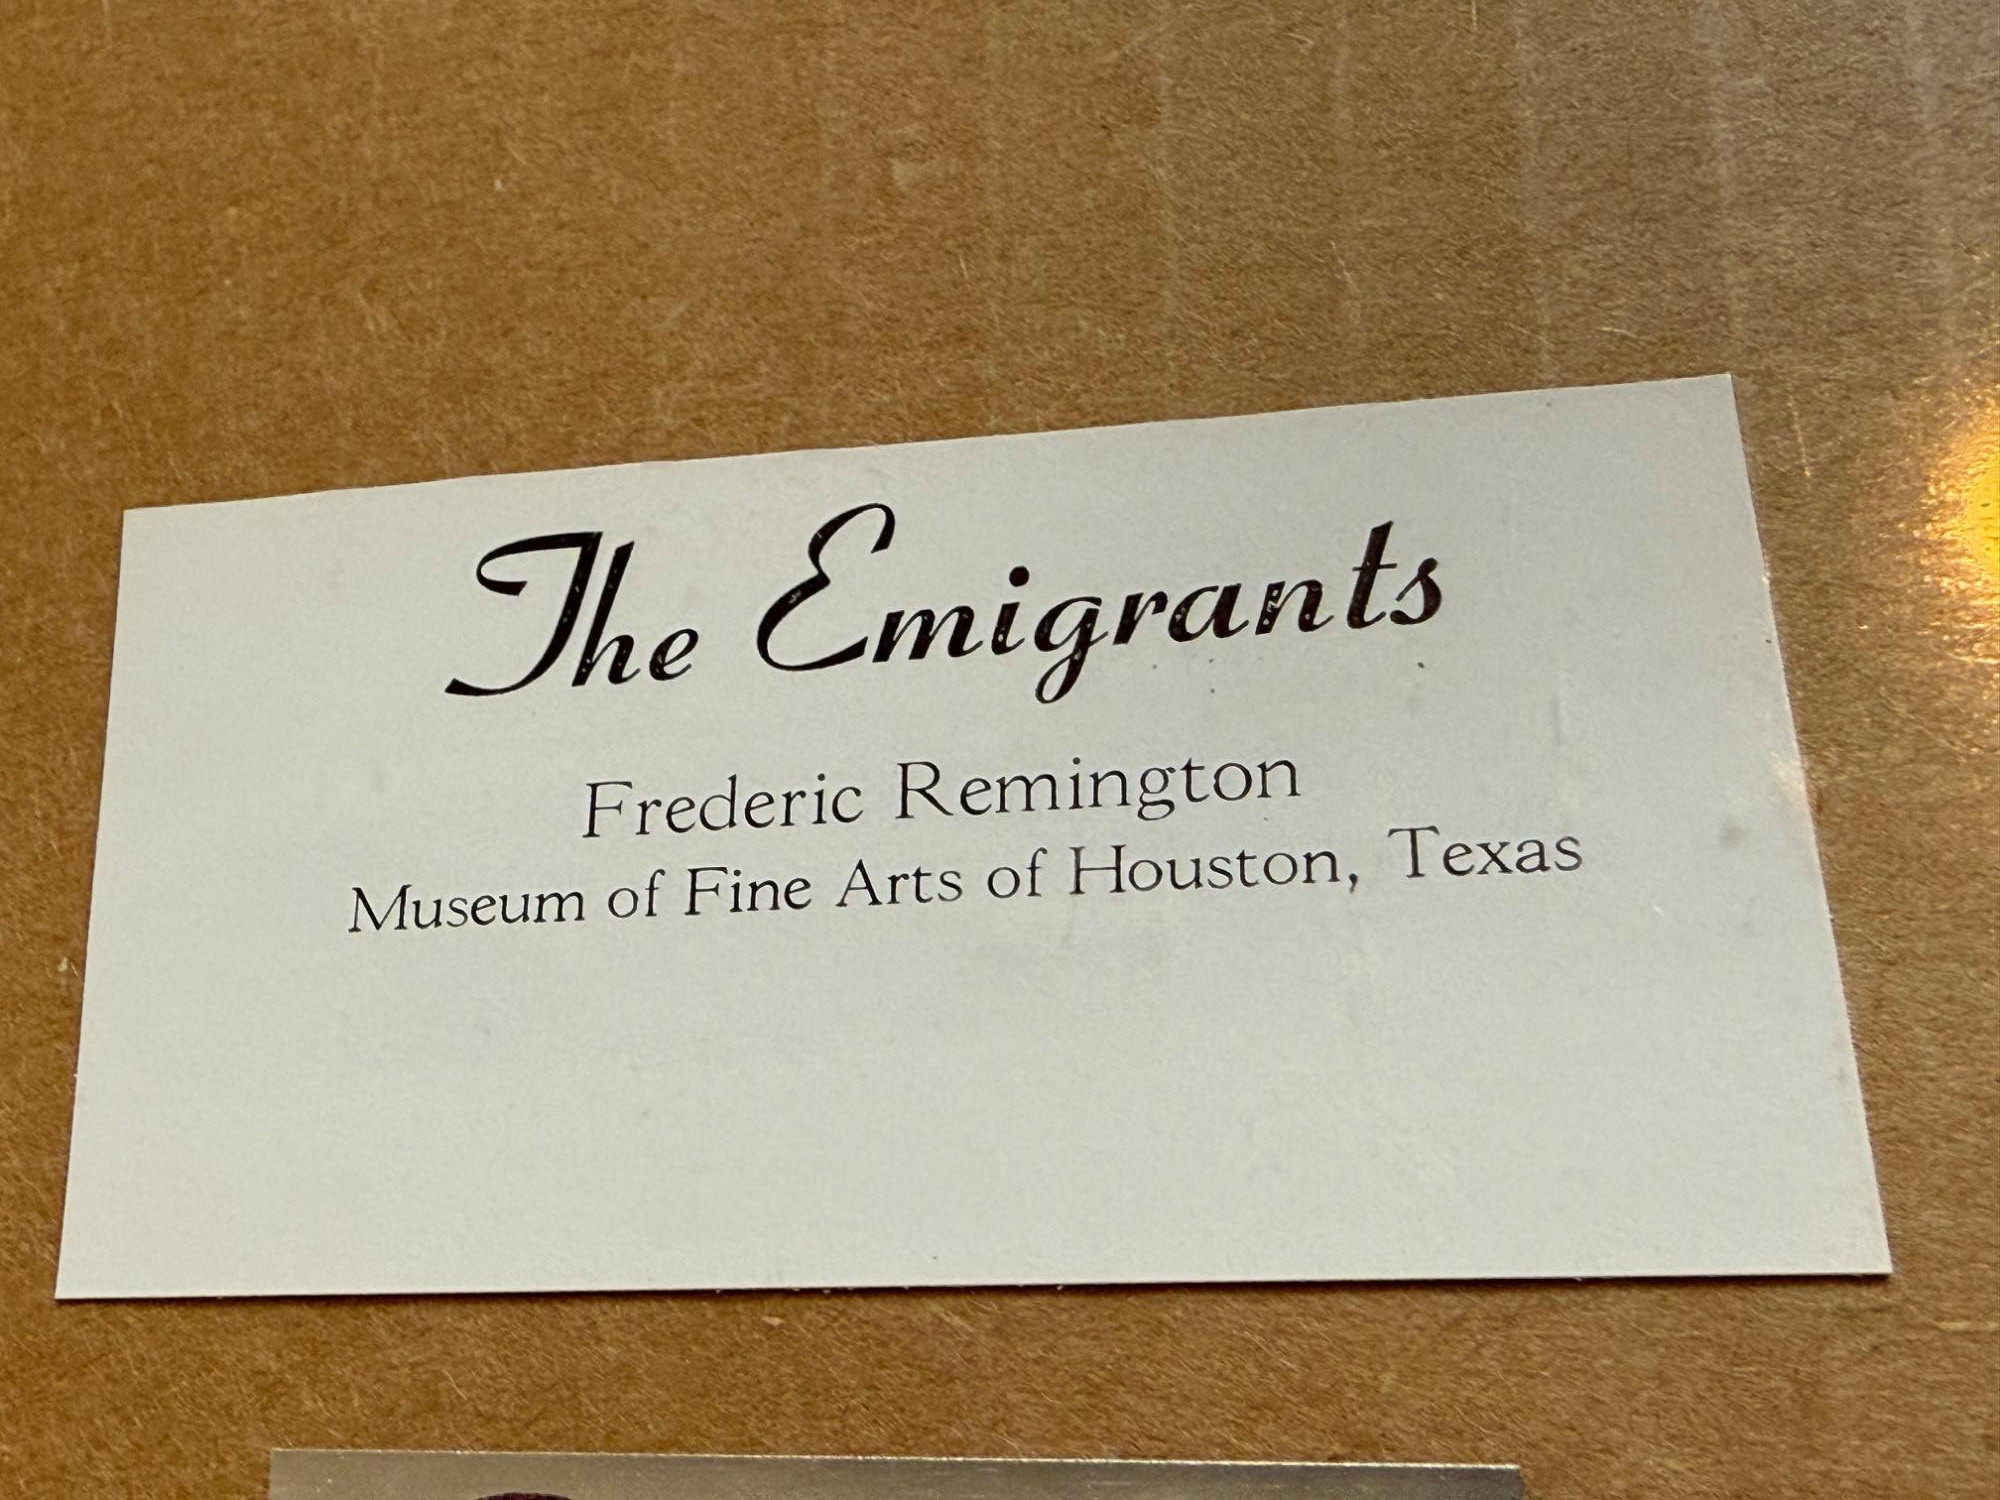 The Emigrants
Frederic Remington
Museum of Fine Arts of Houston, Texas